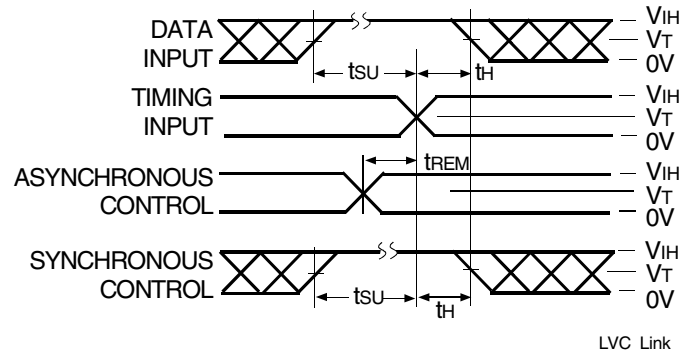 DATA INPUT
VIH
VT
0V
tSU
tH
TIMING INPUT
VIH
VT
0V
tREM
ASYNCHRONOUS CONTROL
VIH
VT
0V
SYNCHRONOUS CONTROL
VIH
VT
0V
tSU
tH
LVC Link